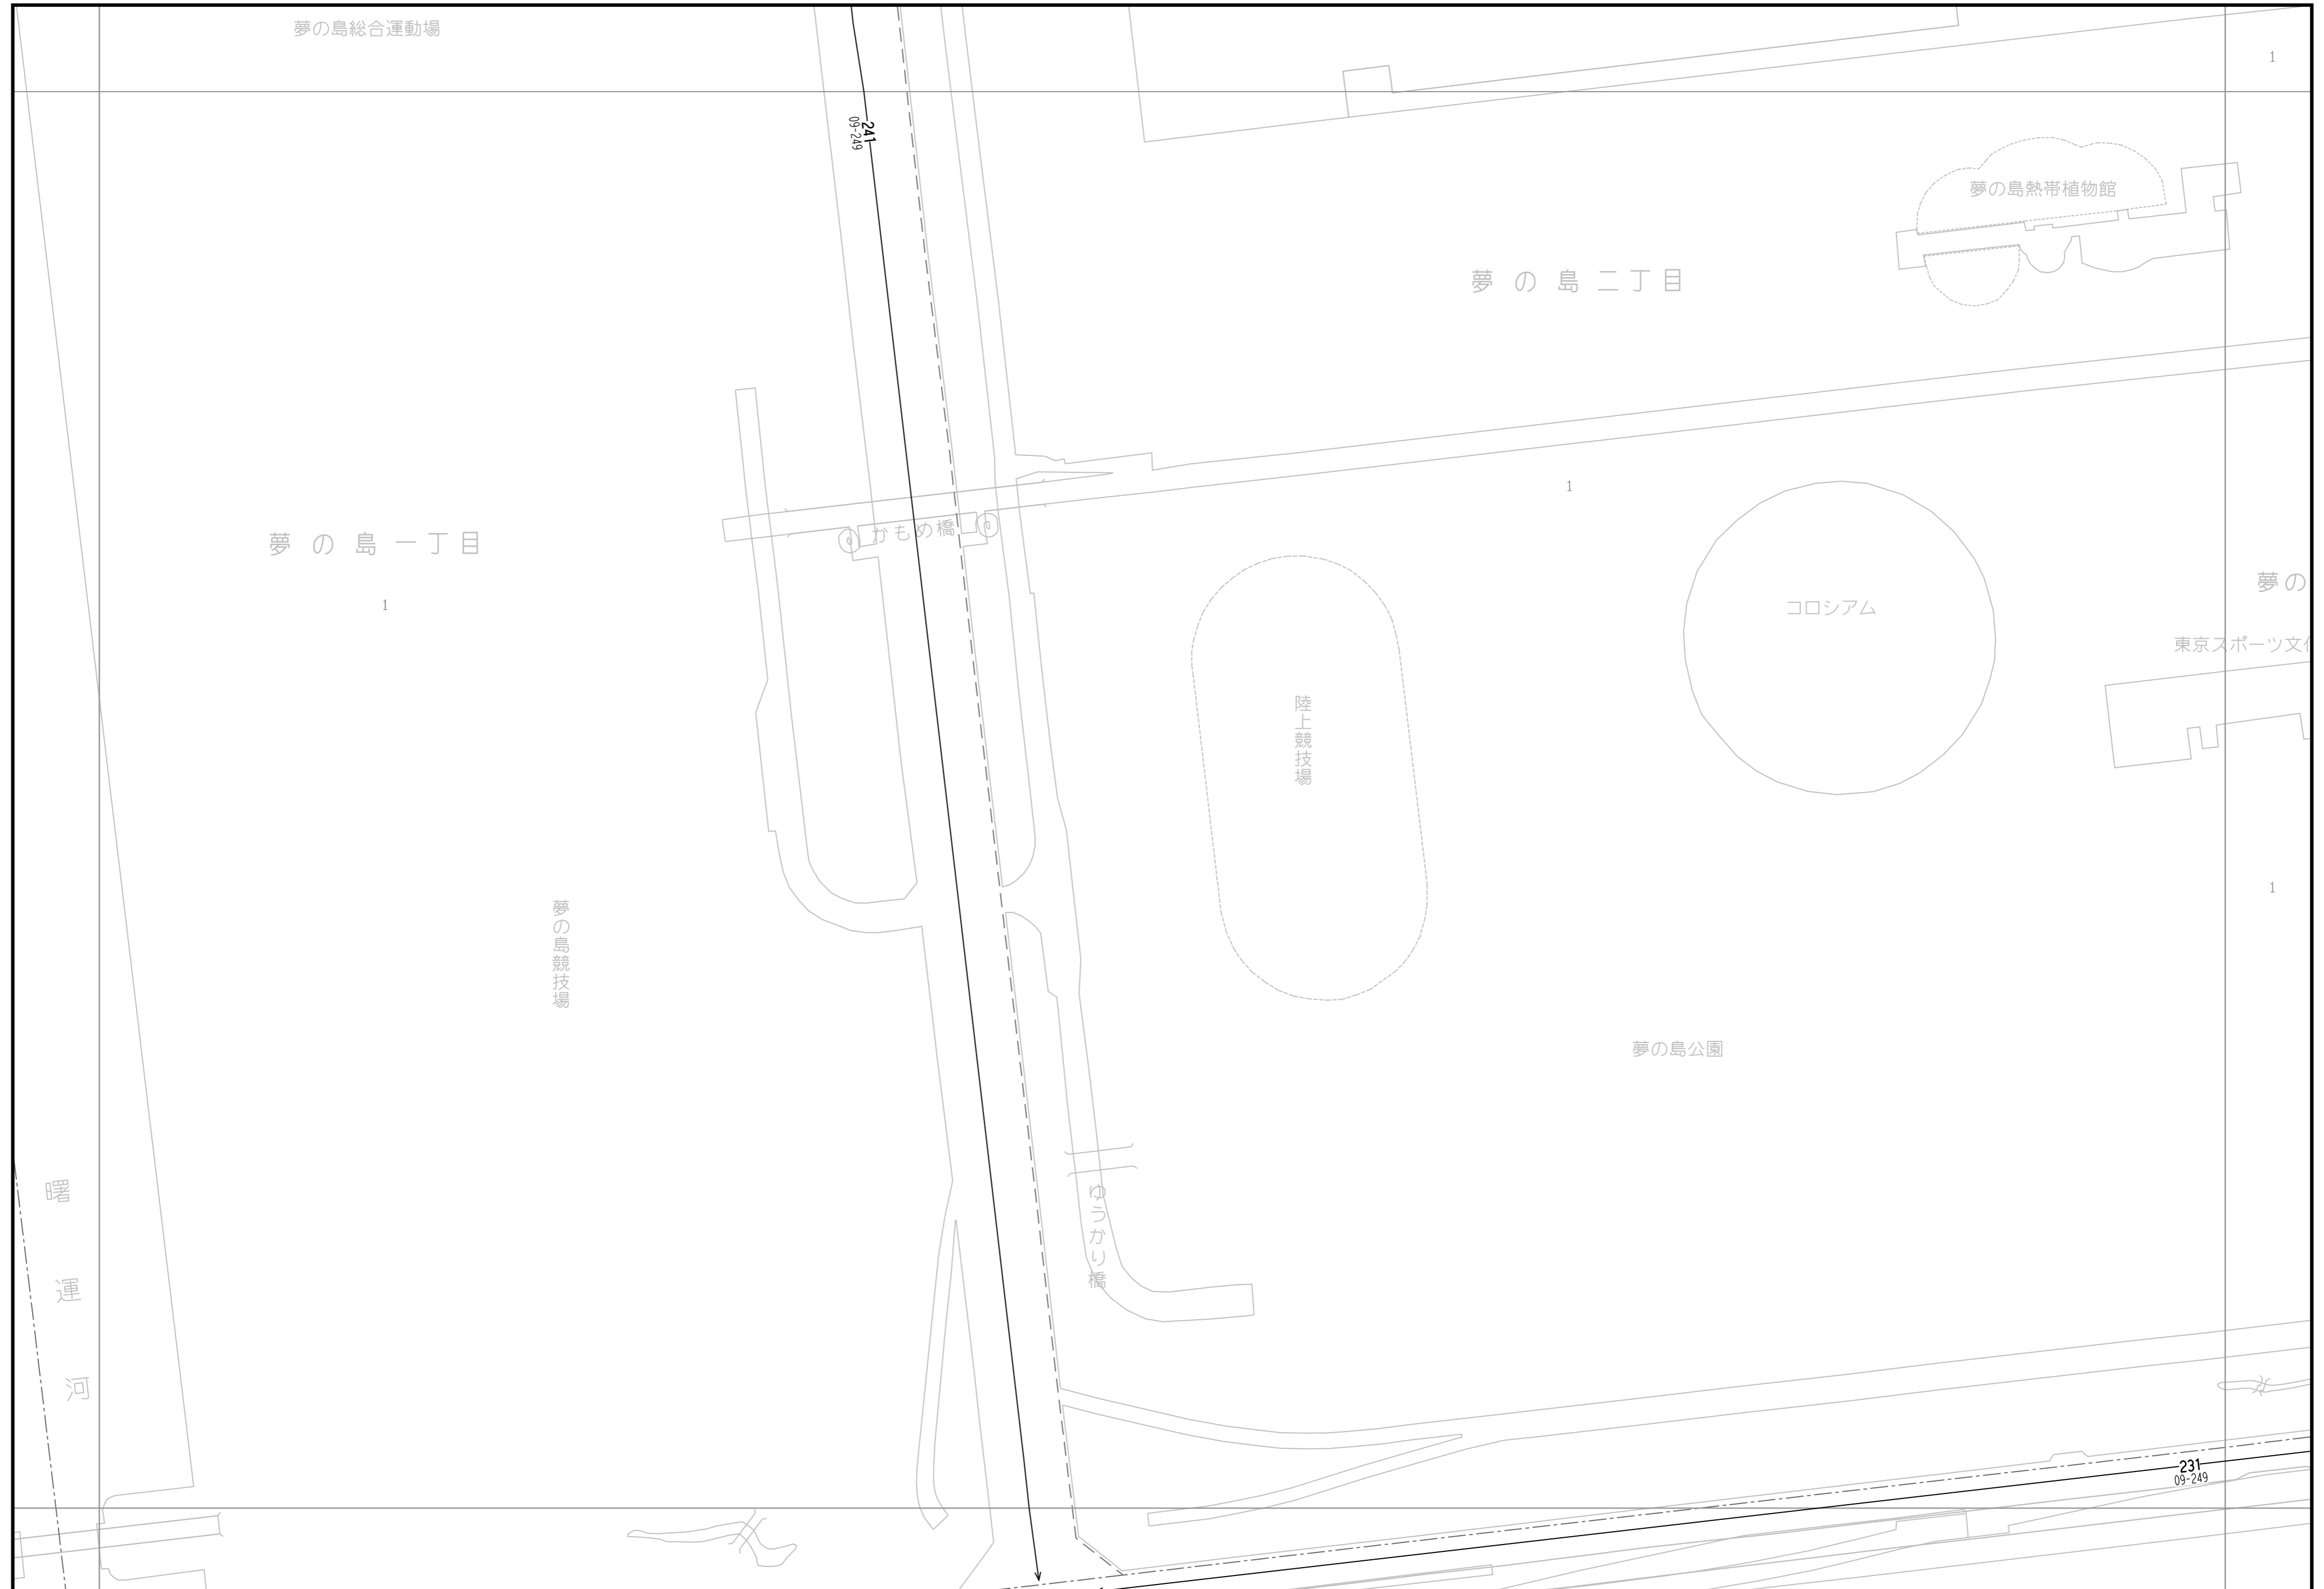 夢の島総合運動場
1
241
09-249
夢の島熱帯植物館
夢の島二丁目
1
かもめ橋
夢の島一丁目
1
コロシアム
夢の
東京スポーツ文
陸上競技場
1
夢の島競技場
夢の島公園
曙運河
ゆうかり橋
231
09-249